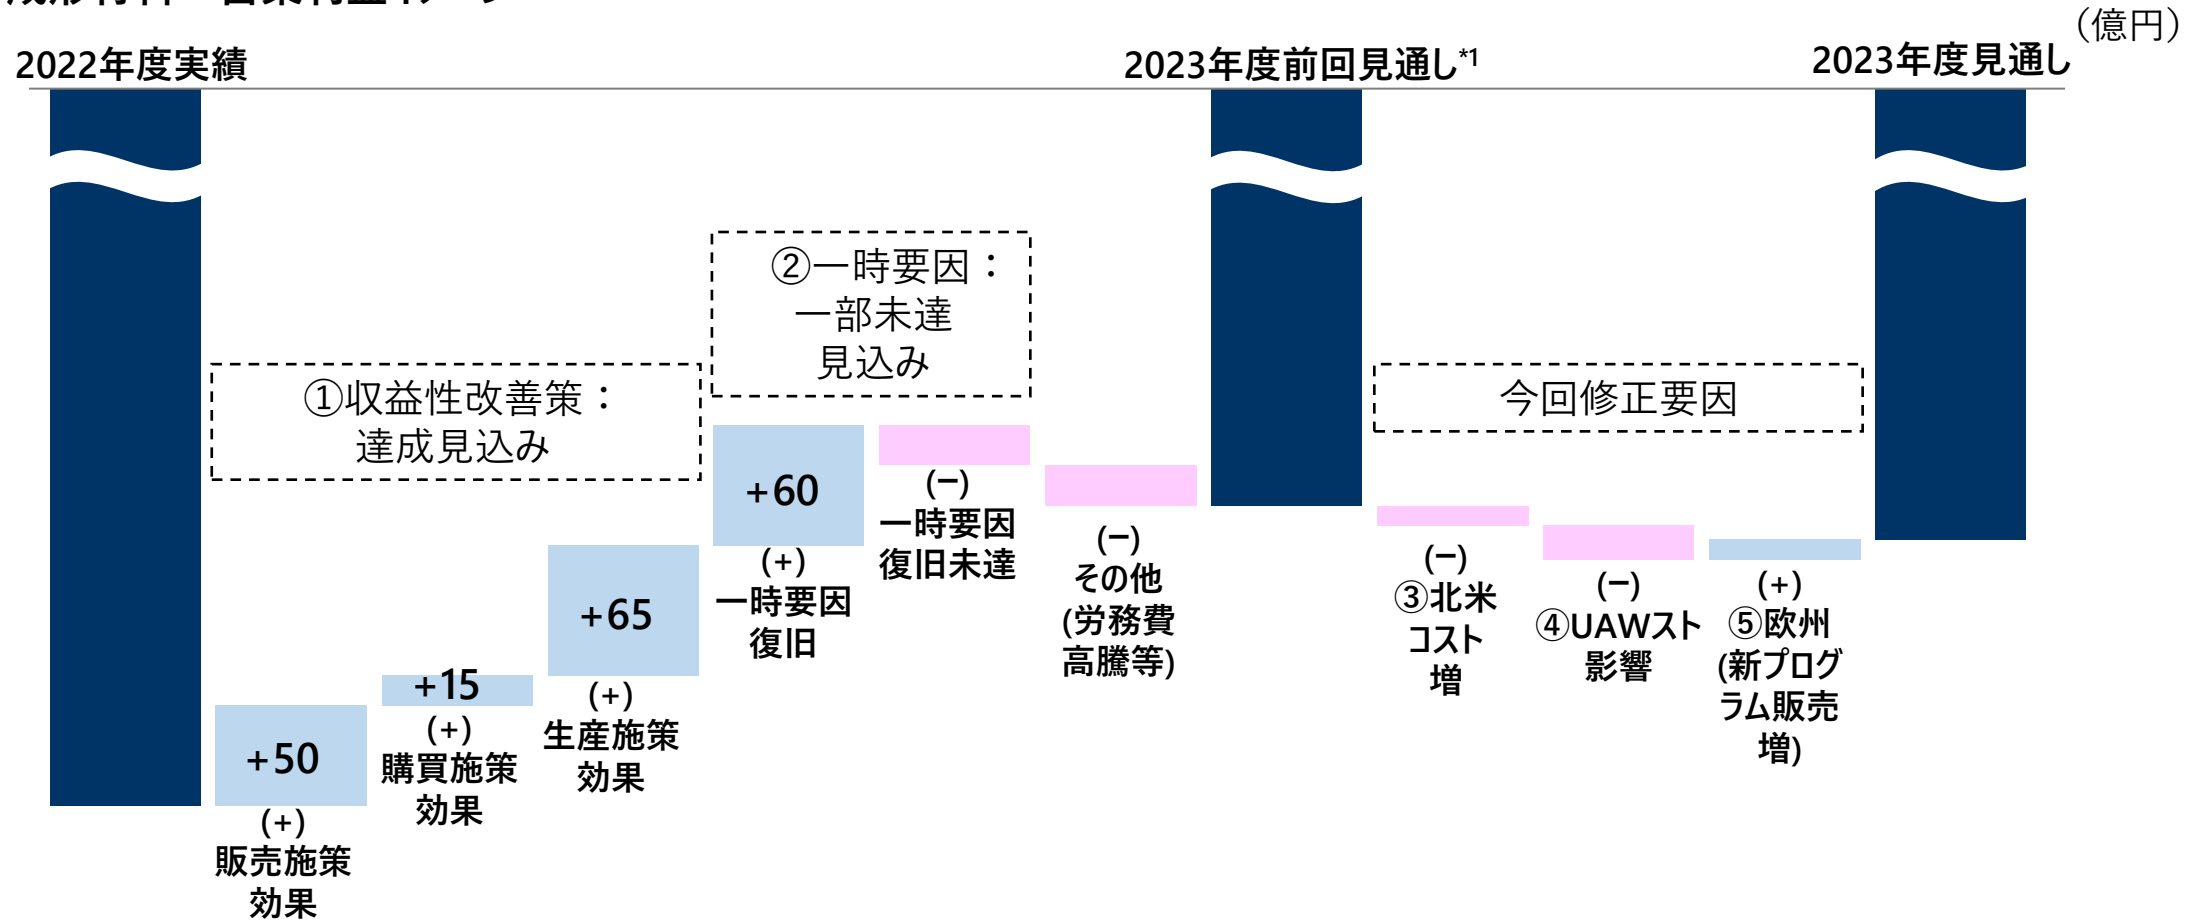 (億円)
2022年度実績
2023年度前回見通し*1
2023年度見通し
②一時要因：
一部未達
見込み
①収益性改善策：
達成見込み
今回修正要因
+60
(+)
一時要因
復旧
(−)
一時要因
復旧未達
(−)
その他
(労務費
高騰等)
+65
(+)
生産施策
効果
+15
(+)
購買施策
効果
+50
(+)
販売施策
効果
(−)
③北米
コスト
増
(−)
④UAWスト
影響
(+)
⑤欧州
(新プログ
ラム販売
増)